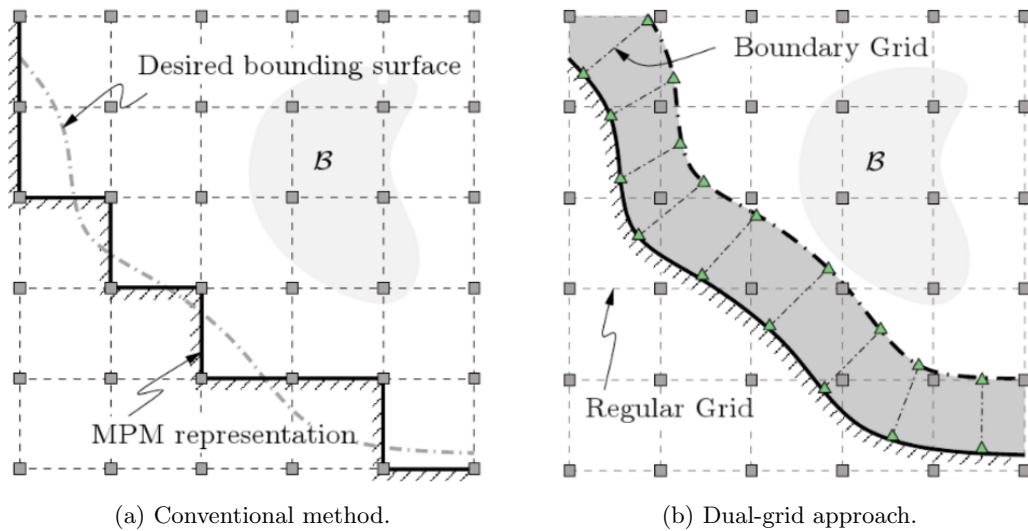 Desired bounding surface
ℬ
MPM representation
(a) Conventional method.
Boundary Grid
ℬ
Regular Grid
(b) Dual-grid approach.